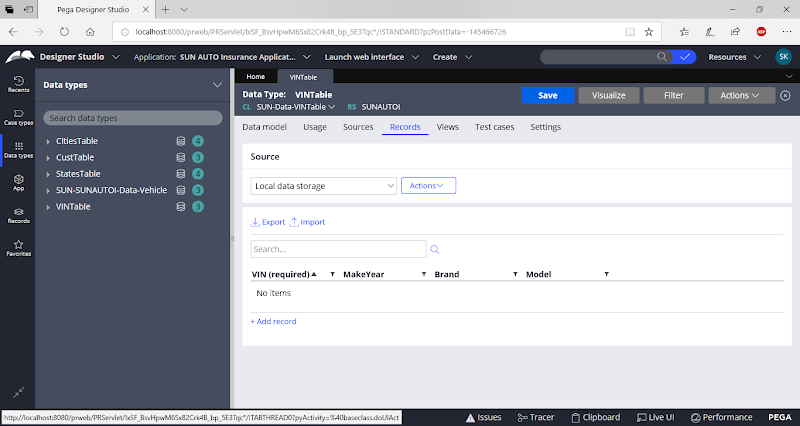 Pega Designer Studio
localhost:8080/prweb/PRServlet/lxSF_BsvHpwM6Sx82Crk4B_bp_5E3Tqc*/!STANDARD?pzPostData=-145466726
Designer Studio Application: SUN AUTO Insurance Applicat... Launch web interface Create Resources SK
Recents
Case types
Data types
App
Records
Favorites
Data types
Search data types
CitiesTable 4
CustTable 3
StatesTable 4
SUN-SUNAUTOI-Data-Vehicle 3
VINTable 3
Home VINTable
Data Type: VINTable
CL SUN-Data-VINTable RS SUNAUTOI
Save Visualize Filter Actions
Data model Usage Sources Records Views Test cases Settings
Source
Local data storage Actions
Export Import
Search...
VIN (required) MakeYear Brand Model
No items
+ Add record
http://localhost:8080/prweb/PRServlet/lxSF_BsvHpwM6Sx82Crk4B_bp_5E3Tqc*/!TABTHREAD0?pyActivity=%40baseclass.doUIAct
Issues Tracer Clipboard Live UI Performance PEGA